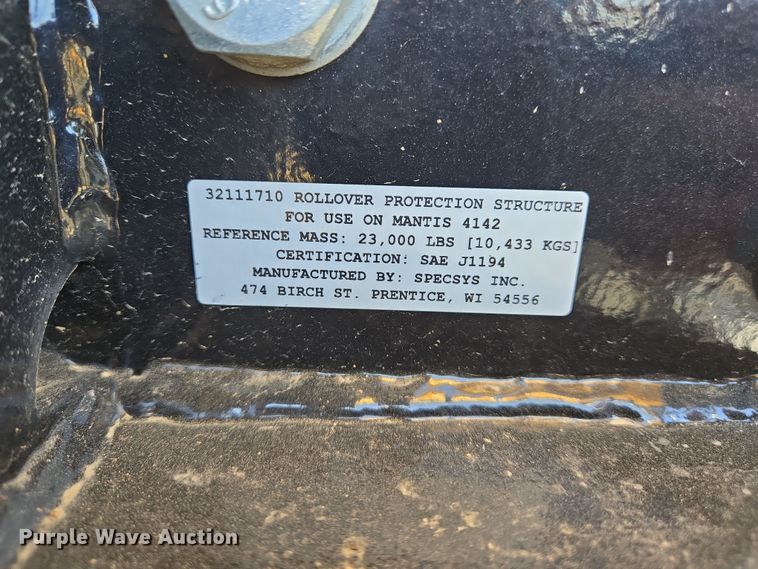 32111710 ROLLOVER PROTECTION STRUCTURE
FOR USE ON MANTIS 4142
REFERENCE MASS: 23,000 LBS [10,433 KGS]
CERTIFICATION: SAE J1194
MANUFACTURED BY: SPECSYS INC.
474 BIRCH ST. PRENTICE, WI 54556
Purple Wave Auction